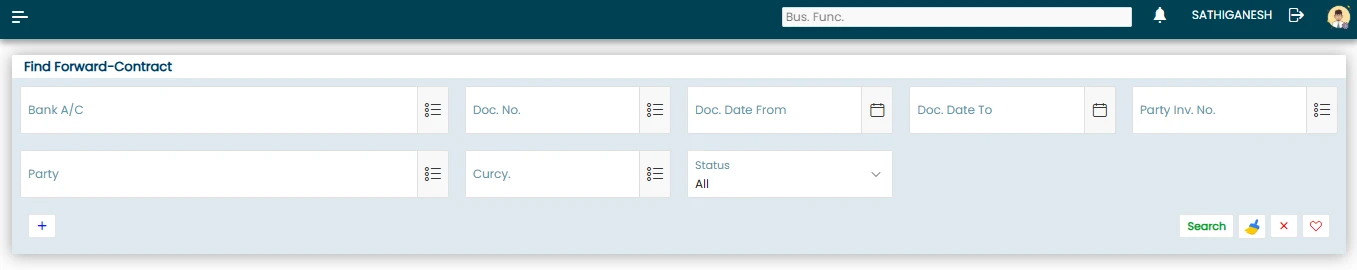 Bus. Func.
SATHIGANESH
Find Forward-Contract
Bank A/C
Doc. No.
Doc. Date From
Doc. Date To
Party Inv. No.
Party
Curcy.
Status
All
+
Search